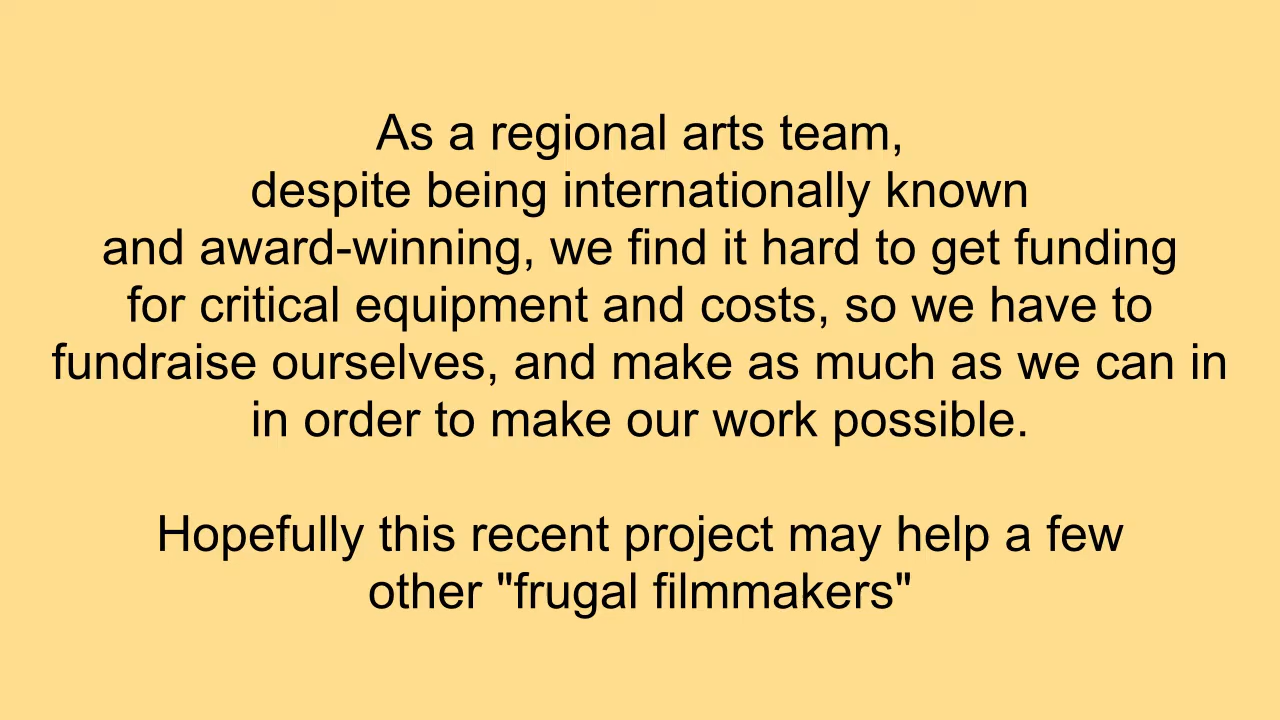 As a regional arts team,
despite being internationally known
and award-winning, we find it hard to get funding
for critical equipment and costs, so we have to
fundraise ourselves, and make as much as we can in
in order to make our work possible.
Hopefully this recent project may help a few
other "frugal filmmakers"